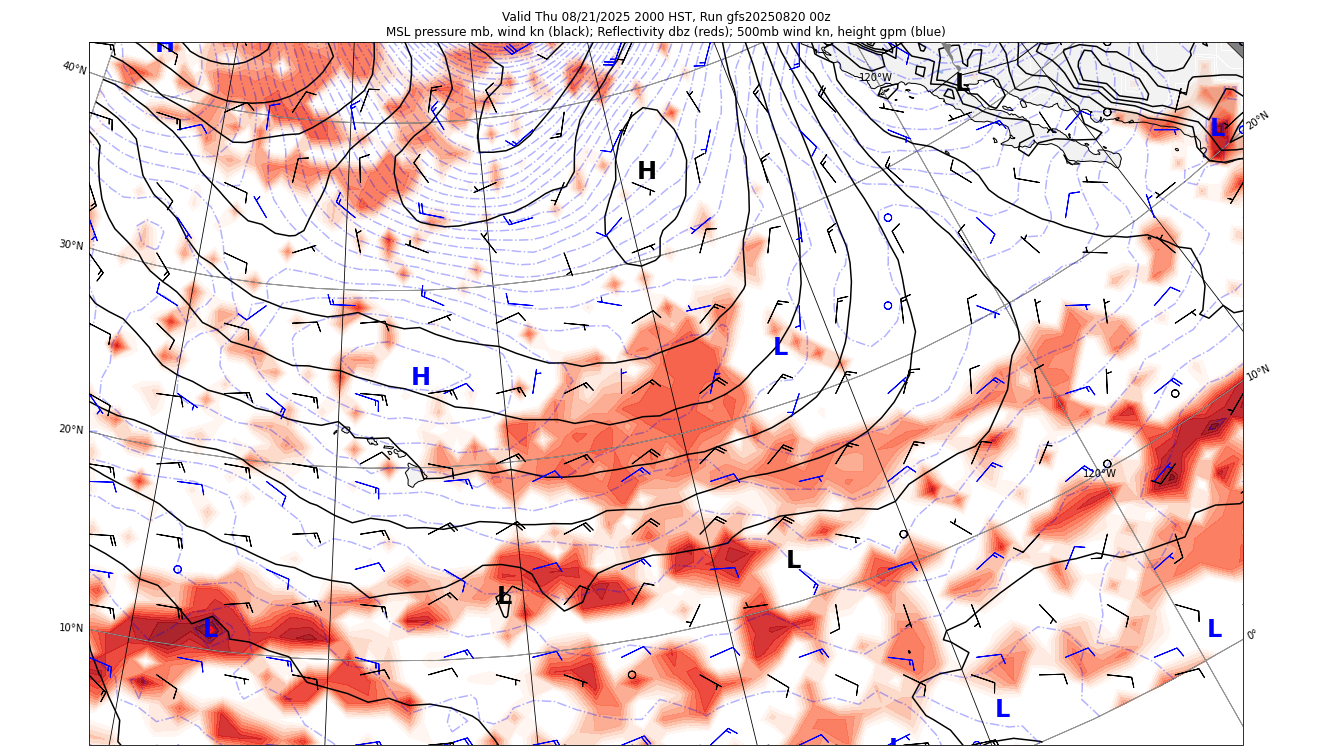 Valid Thu 08/21/2025 2000 HST, Run gfs20250820 00z
MSL pressure mb, wind kn (black); Reflectivity dbz (reds); 500mb wind kn, height gpm (blue)
H
40°N
120°W
L
L
20°N
H
30°N
L
H
10°N
20°N
120°W
L
L
10°N
L
L
0°
L
L